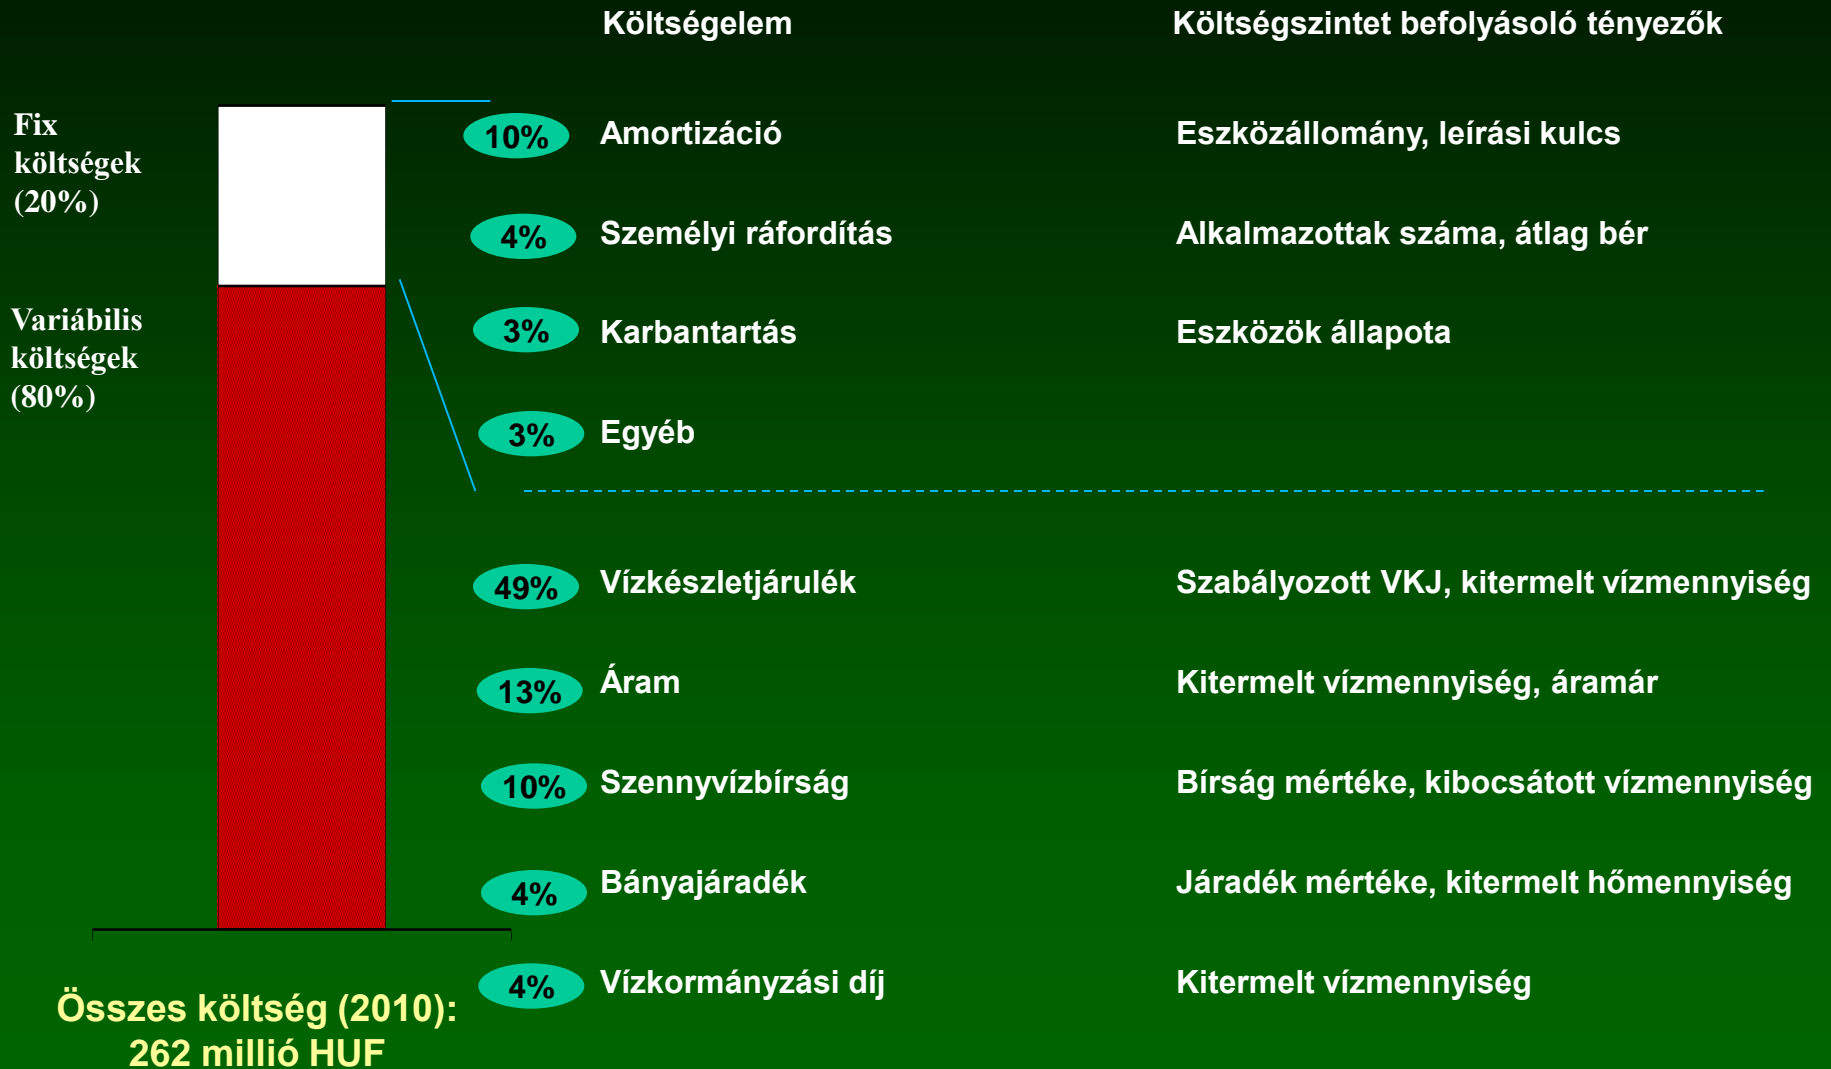 Költségelem
Költségszintet befolyásoló tényezők
Fix
költségek
(20%)
Variábilis
költségek
(80%)
10% Amortizáció Eszközállomány, leírási kulcs
4% Személyi ráfordítás Alkalmazottak száma, átlag bér
3% Karbantartás Eszközök állapota
3% Egyéb
49% Vízkészletjárulék Szabályozott VKJ, kitermelt vízmennyiség
13% Áram Kitermelt vízmennyiség, áramár
10% Szennyvízbírság Bírság mértéke, kibocsátott vízmennyiség
4% Bányajáradék Járadék mértéke, kitermelt hőmennyiség
4% Vízkormányzási díj Kitermelt vízmennyiség
Összes költség (2010):
262 millió HUF